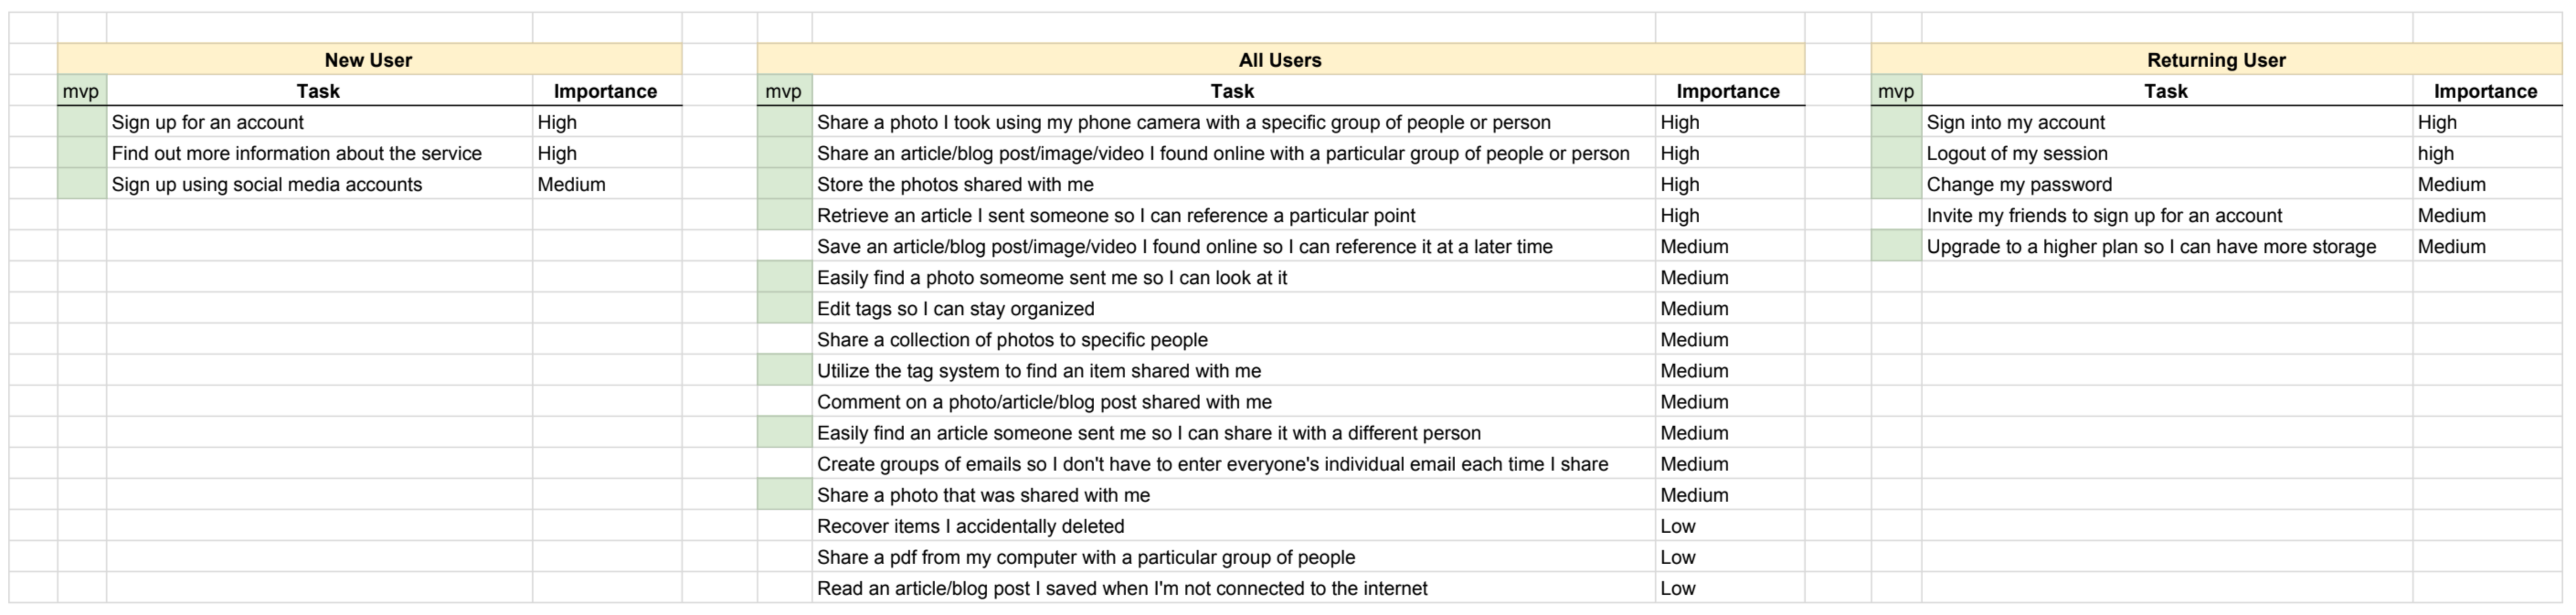 New User
mvp Task Importance
Sign up for an account High
Find out more information about the service High
Sign up using social media accounts Medium
All Users
mvp Task Importance
Share a photo I took using my phone camera with a specific group of people or person High
Share an article/blog post/image/video I found online with a particular group of people or person High
Store the photos shared with me High
Retrieve an article I sent someone so I can reference a particular point High
Save an article/blog post/image/video I found online so I can reference it at a later time Medium
Easily find a photo someome sent me so I can look at it Medium
Edit tags so I can stay organized Medium
Share a collection of photos to specific people Medium
Utilize the tag system to find an item shared with me Medium
Comment on a photo/article/blog post shared with me Medium
Easily find an article someone sent me so I can share it with a different person Medium
Create groups of emails so I don't have to enter everyone's individual email each time I share Medium
Share a photo that was shared with me Medium
Recover items I accidentally deleted Low
Share a pdf from my computer with a particular group of people Low
Read an article/blog post I saved when I'm not connected to the internet Low
Returning User
mvp Task Importance
Sign into my account High
Logout of my session high
Change my password Medium
Invite my friends to sign up for an account Medium
Upgrade to a higher plan so I can have more storage Medium